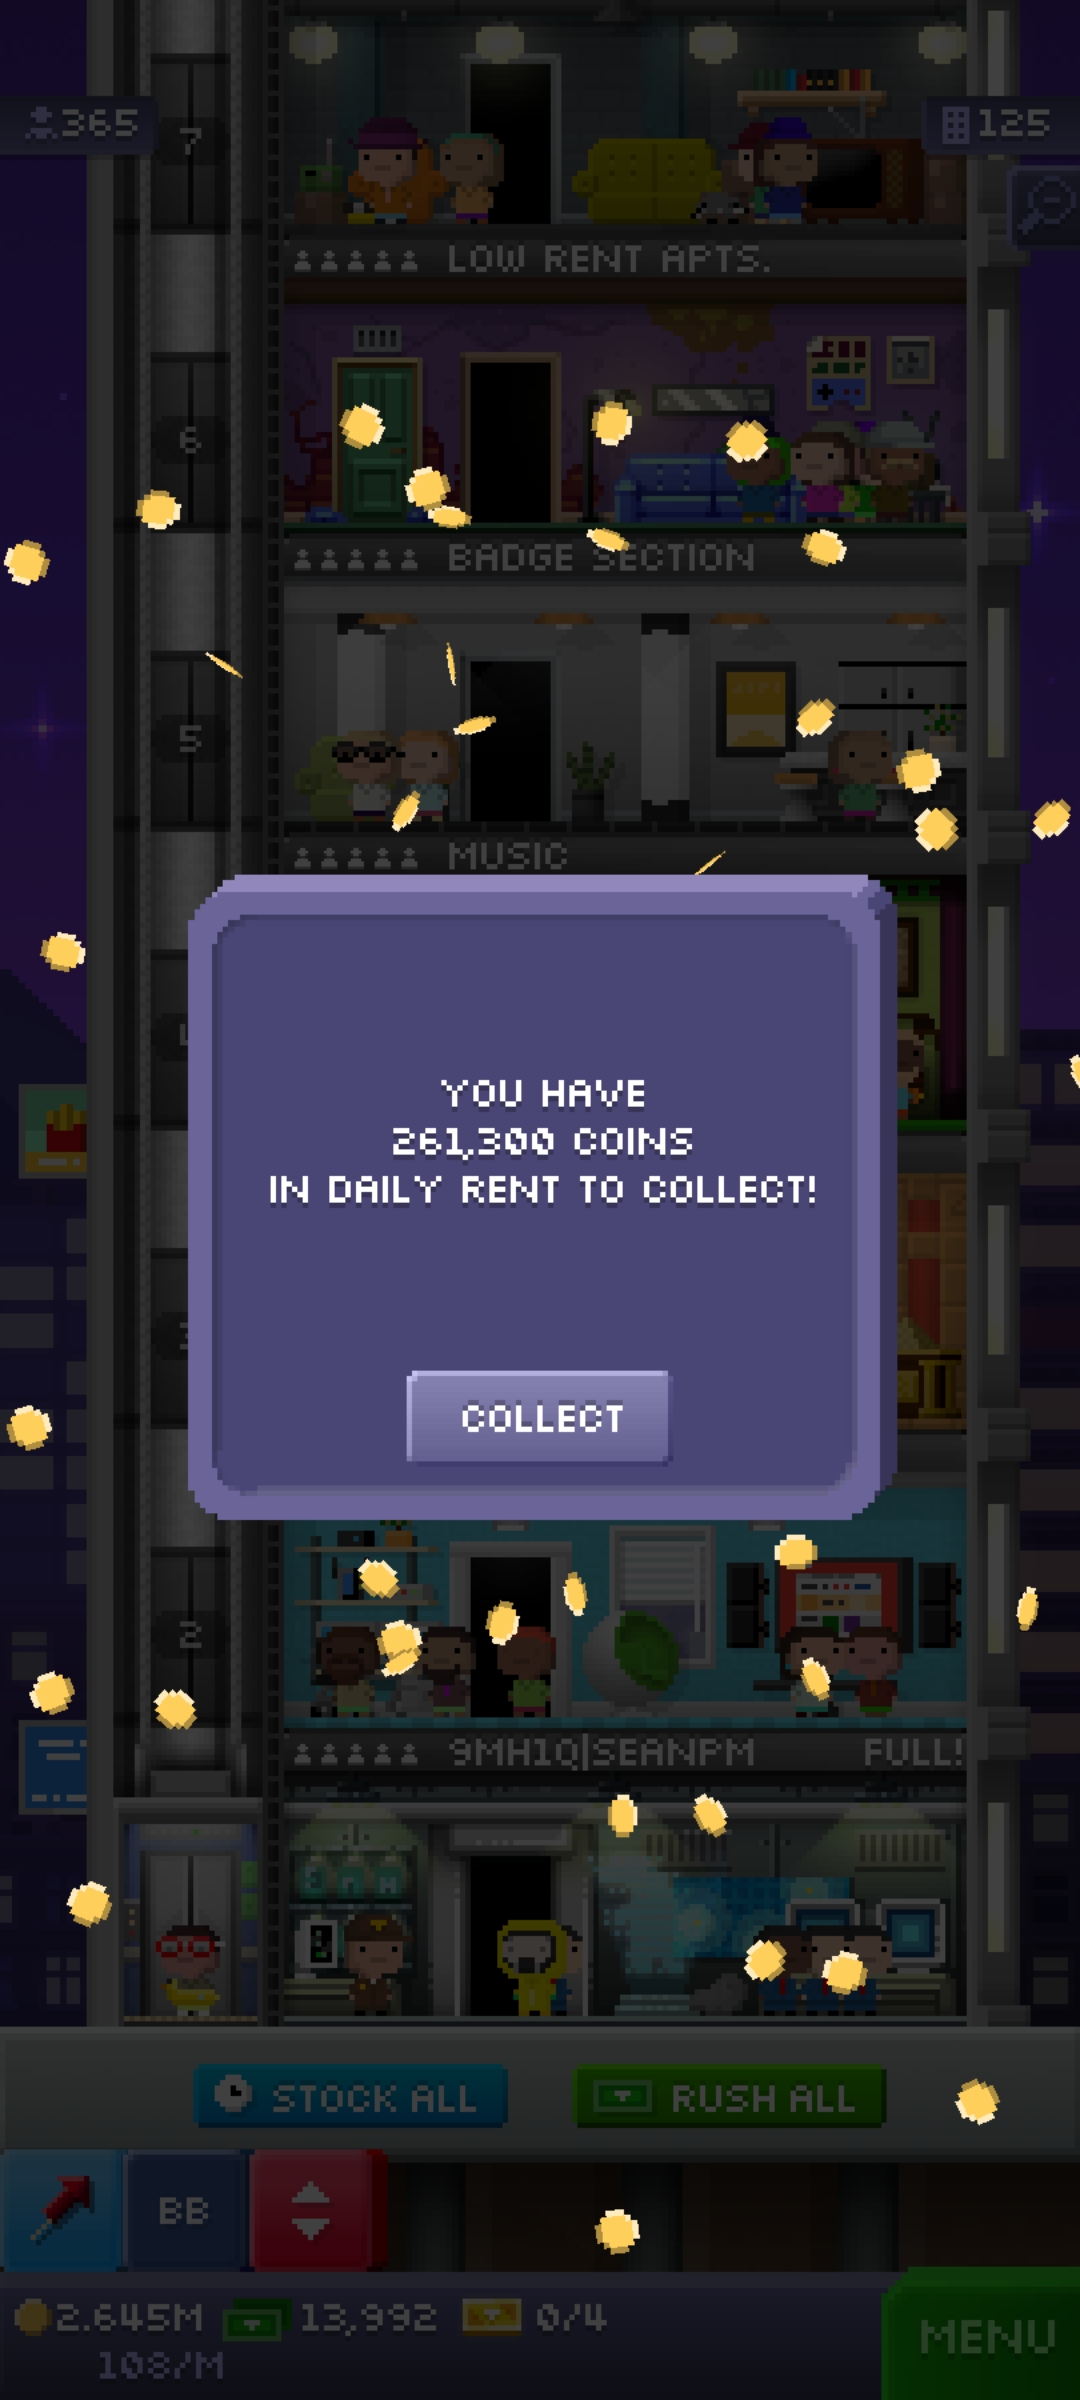 365
125
7
LOW RENT APTS.
6
BADGE SECTION
5
MUSIC
YOU HAVE
261,300 COINS
IN DAILY RENT TO COLLECT!
COLLECT
2
9MH1Q|SEANPM FULL!
STOCK ALL
RUSH ALL
BB
2.645M 13,992 0/4
108/M
MENU